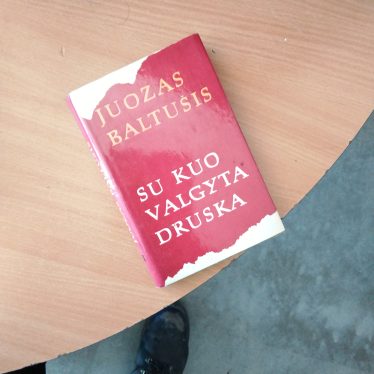 JUOZAS
BALTUŠIS
SU KUO
VALGYTA
DRUSKA